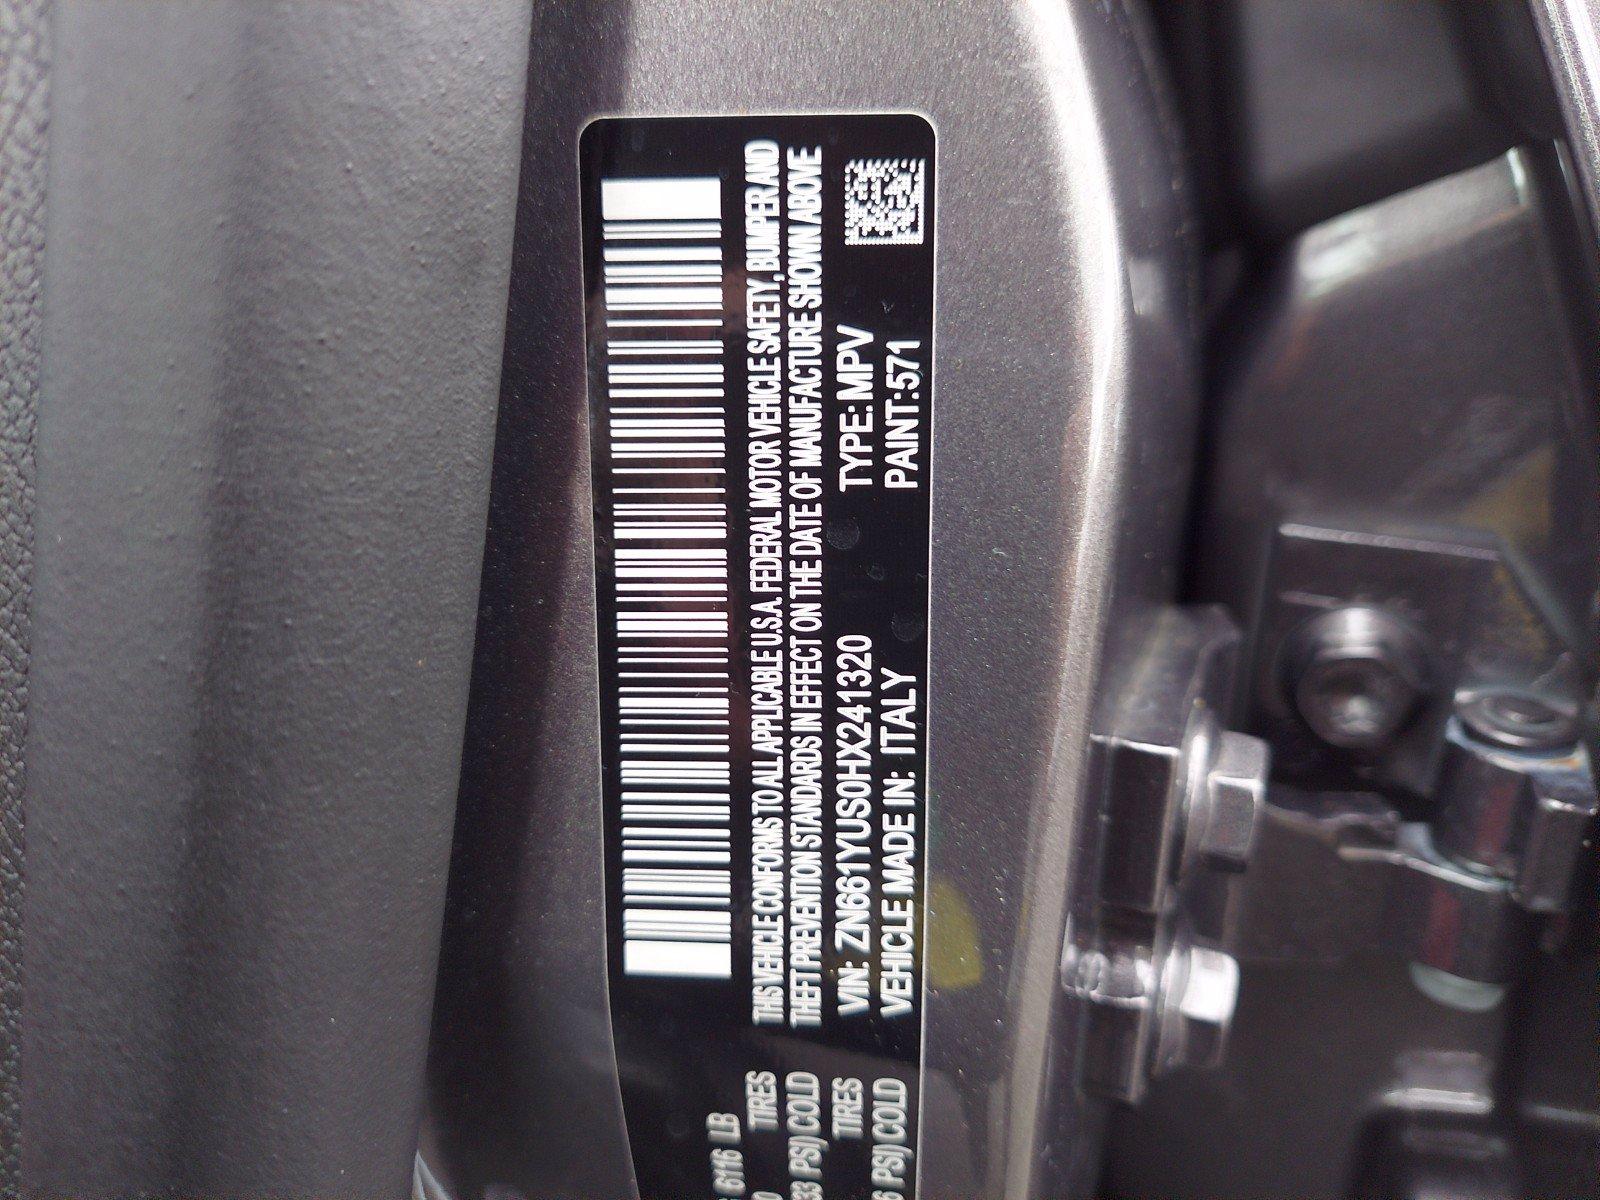 6116 LB
TIRES
33 PSI) COLD
TIRES
6 PSI) COLD
THIS VEHICLE CONFORMS TO ALL APPLICABLE U.S.A. FEDERAL MOTOR VEHICLE SAFETY, BUMPER AND
THEFT PREVENTION STANDARDS IN EFFECT ON THE DATE OF MANUFACTURE SHOWN ABOVE
VIN: ZN661YUS0HX241320 TYPE: MPV
VEHICLE MADE IN: ITALY PAINT:571